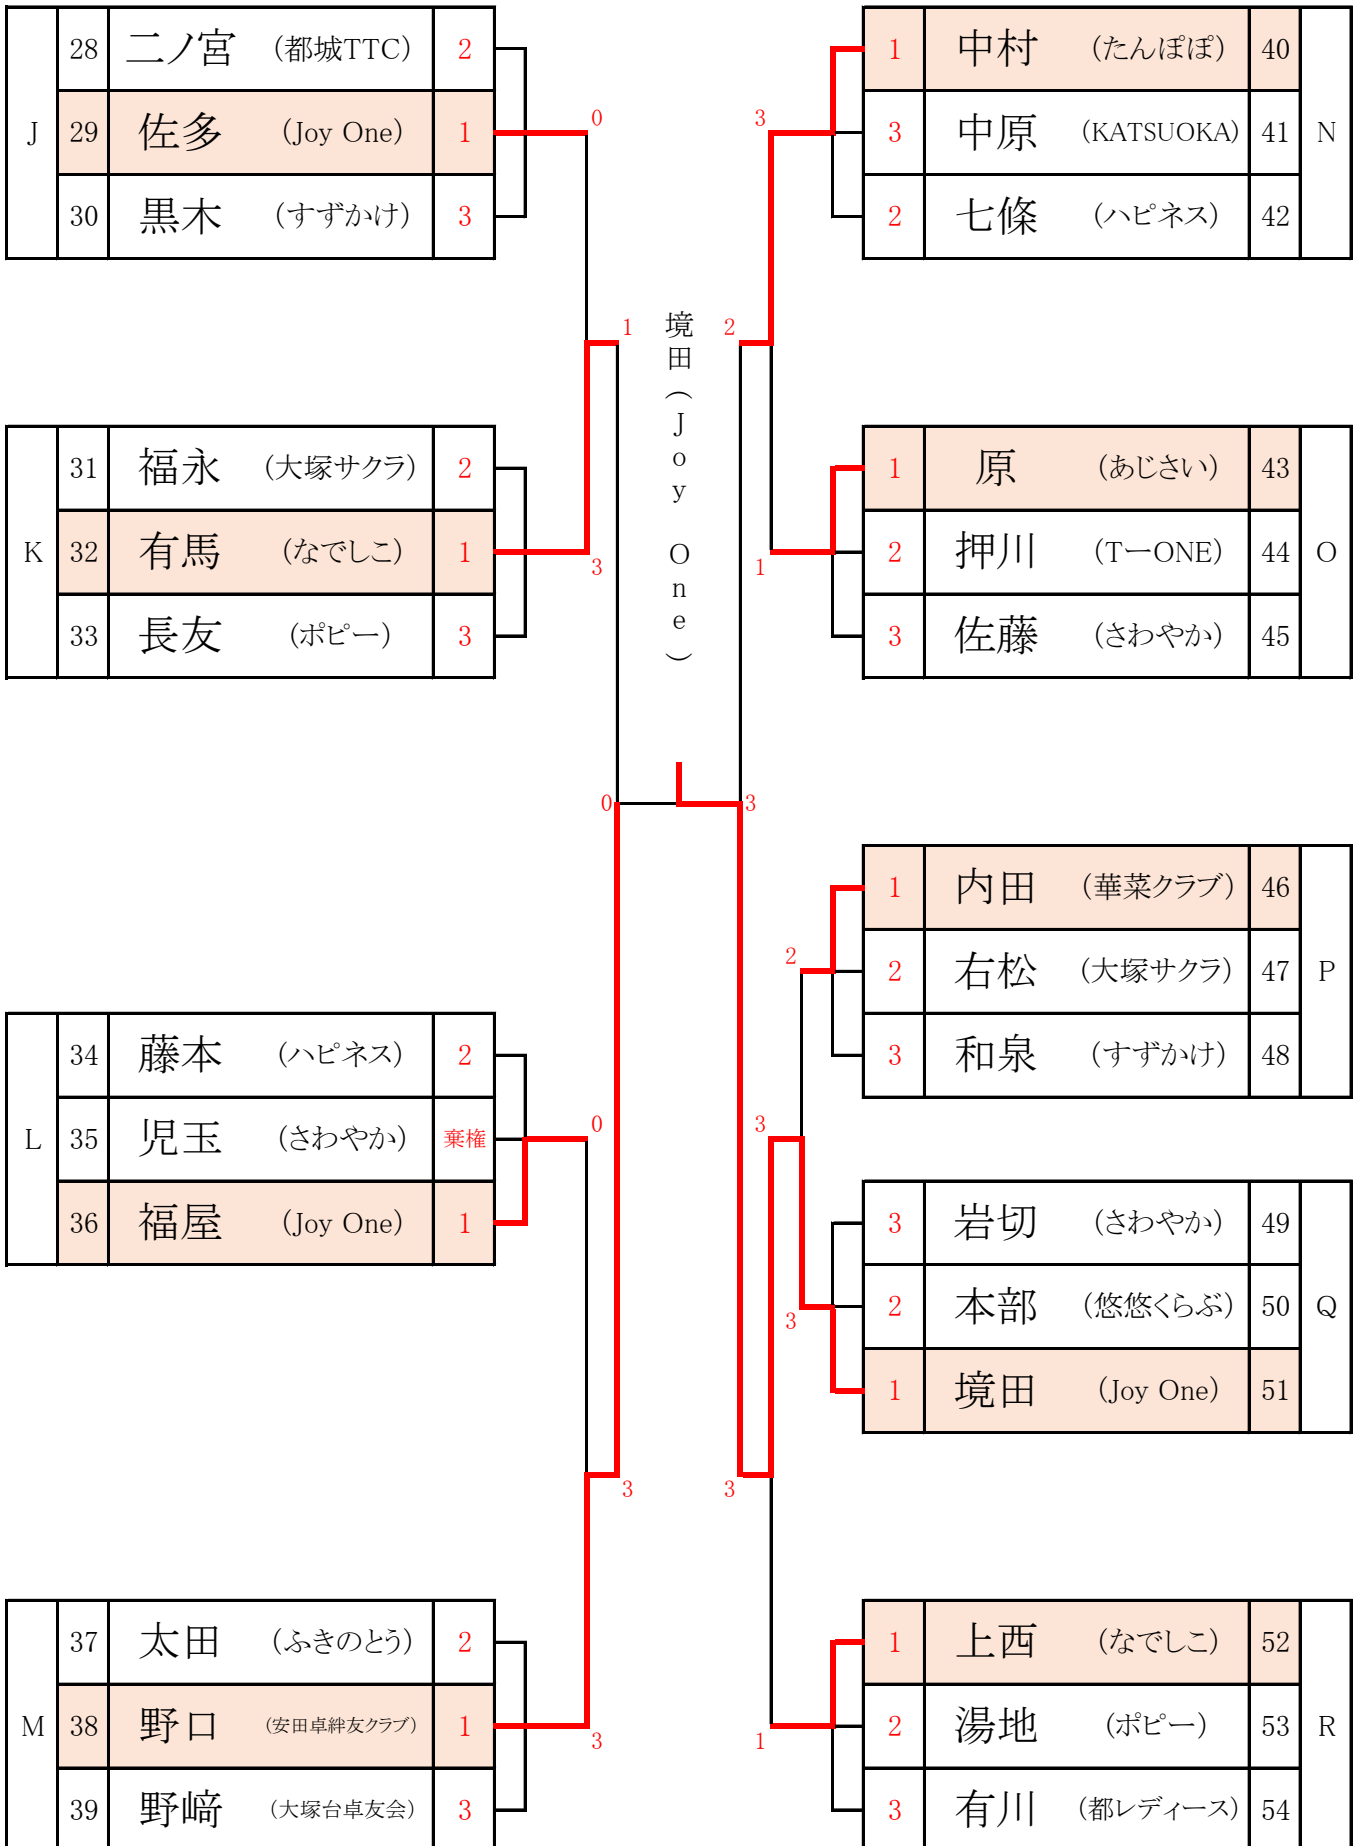 J
28 二ノ宮 (都城TTC) 2
29 佐多 (Joy One) 1
30 黒木 (すずかけ) 3
0
1
K
31 福永 (大塚サクラ) 2
32 有馬 (なでしこ) 1
33 長友 (ポピー) 3
3
0
L
34 藤本 (ハピネス) 2
35 児玉 (さわやか) 棄権
36 福屋 (Joy One) 1
0
3
M
37 太田 (ふきのとう) 2
38 野口 (安田卓絆友クラブ) 1
39 野﨑 (大塚台卓友会) 3
3
境田(Joy One)
1 中村 (たんぽぽ) 40
3 中原 (KATSUOKA) 41
2 七條 (ハピネス) 42
N
3
2
1 原 (あじさい) 43
2 押川 (TーONE) 44
3 佐藤 (さわやか) 45
O
1
3
1 内田 (華菜クラブ) 46
2 右松 (大塚サクラ) 47
3 和泉 (すずかけ) 48
P
2
3
3 岩切 (さわやか) 49
2 本部 (悠悠くらぶ) 50
1 境田 (Joy One) 51
Q
3
3
1 上西 (なでしこ) 52
2 湯地 (ポピー) 53
3 有川 (都レディース) 54
R
1